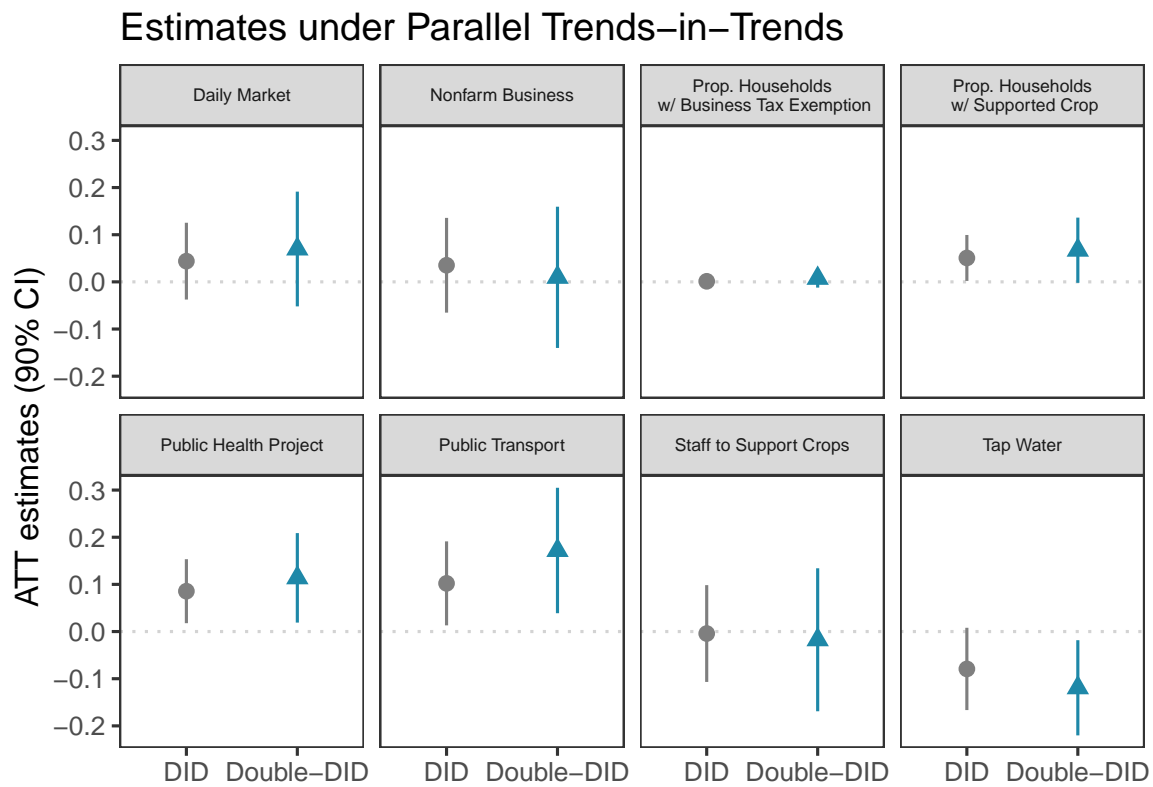 Estimates under Parallel Trends−in−Trends
Daily Market
Nonfarm Business
Prop. Households
w/ Business Tax Exemption
Prop. Households
w/ Supported Crop
0.3
0.2
0.1
0.0
−0.1
−0.2
ATT estimates (90% CI)
Public Health Project
Public Transport
Staff to Support Crops
Tap Water
0.3
0.2
0.1
0.0
−0.1
−0.2
DID Double−DID
DID Double−DID
DID Double−DID
DID Double−DID